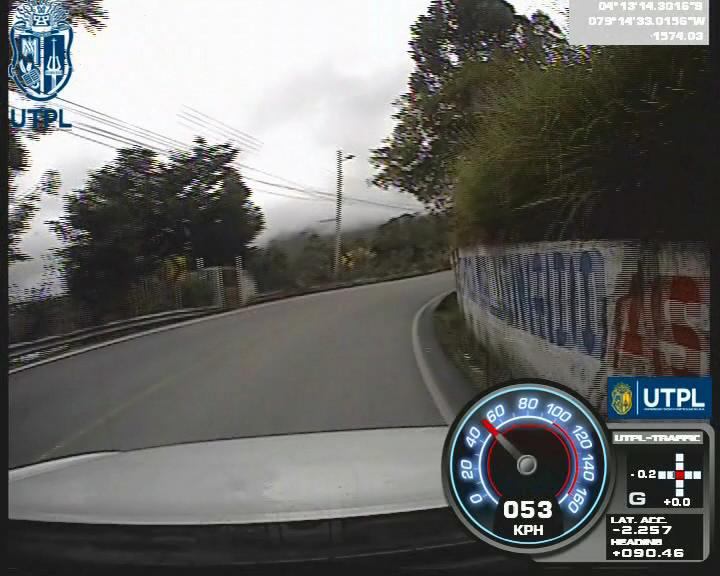 04°13'14.3016"S
079°14'33.0156"W
1574.03
UTPL
AS
UTPL
UTPL-TRAFFIC
0 20 40 60 80 100 120 140 160
053
KPH
-0.2
G +0.0
LAT. ACC.
-2.257
HEADING
+090.46